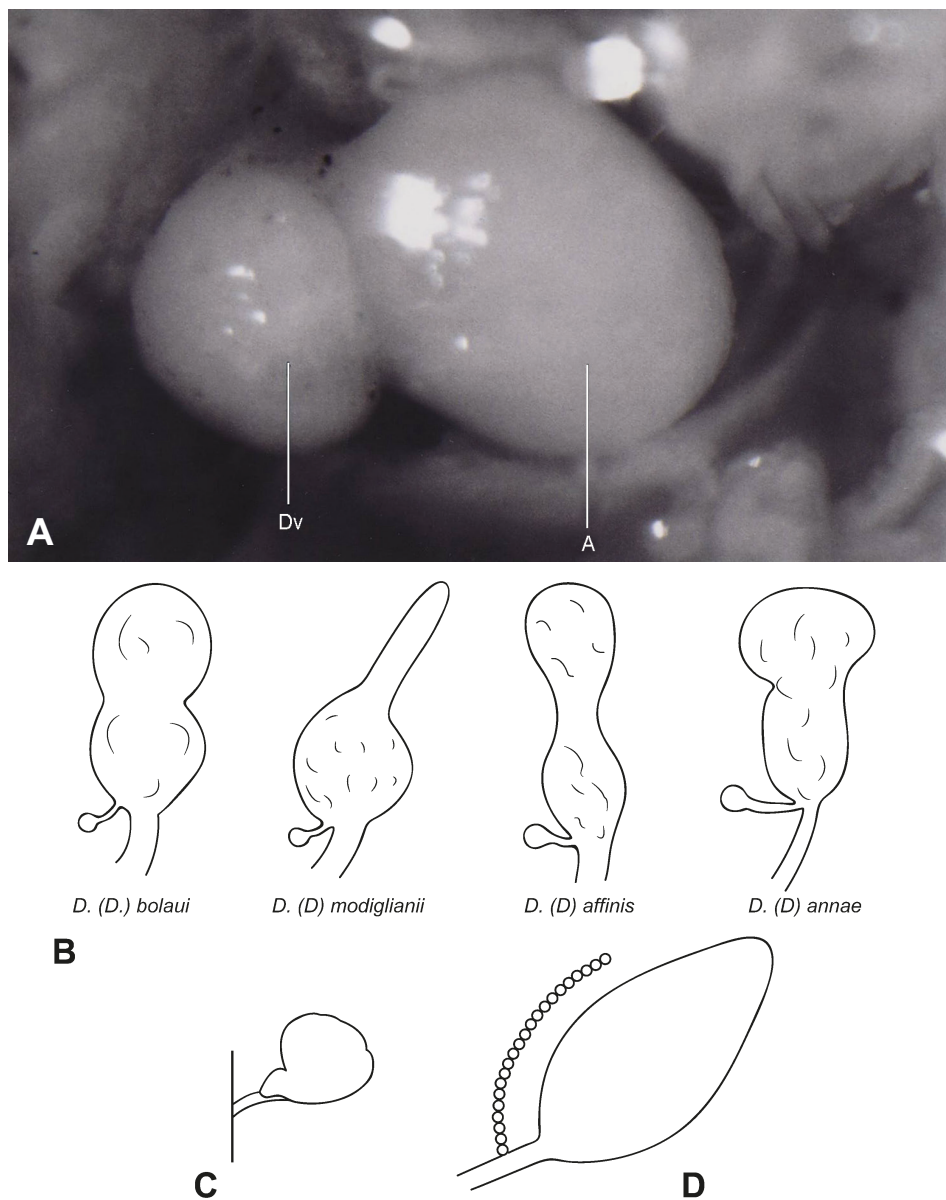 Dv
A
A
D. (D.) bolaui
D. (D) modiglianii
D. (D) affinis
D. (D) annae
B
C
D